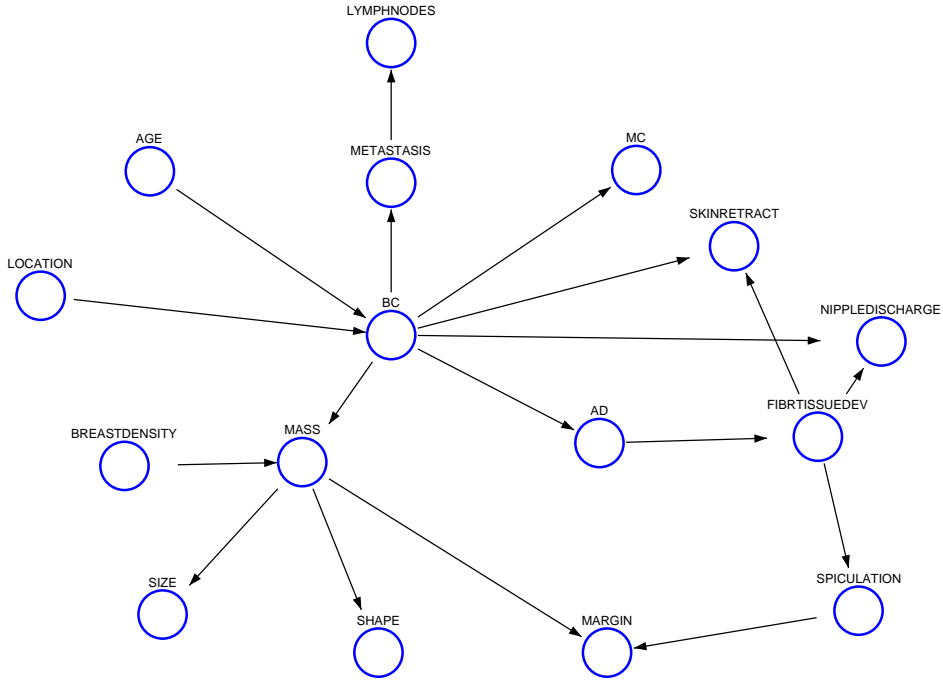 LYMPHNODES
AGE
MC
METASTASIS
SKINRETRACT
LOCATION
BC
NIPPLEDISCHARGE
FIBRTISSUEDEV
AD
MASS
BREASTDENSITY
SPICULATION
SIZE
SHAPE
MARGIN